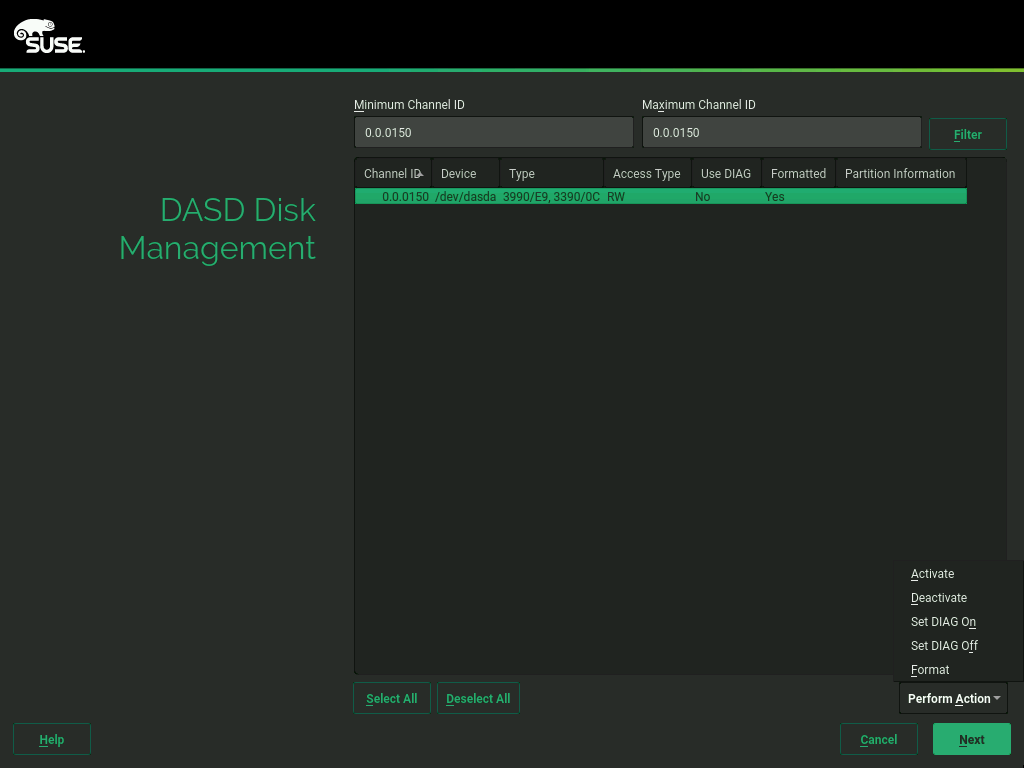 SUSE.
Minimum Channel ID
Maximum Channel ID
0.0.0150
0.0.0150
Filter
DASD Disk
Management
Channel ID Device Type Access Type Use DIAG Formatted Partition Information
0.0.0150 /dev/dasda 3990/E9, 3390/0C RW No Yes
Activate
Deactivate
Set DIAG On
Set DIAG Off
Format
Select All
Deselect All
Perform Action
Help
Cancel
Next